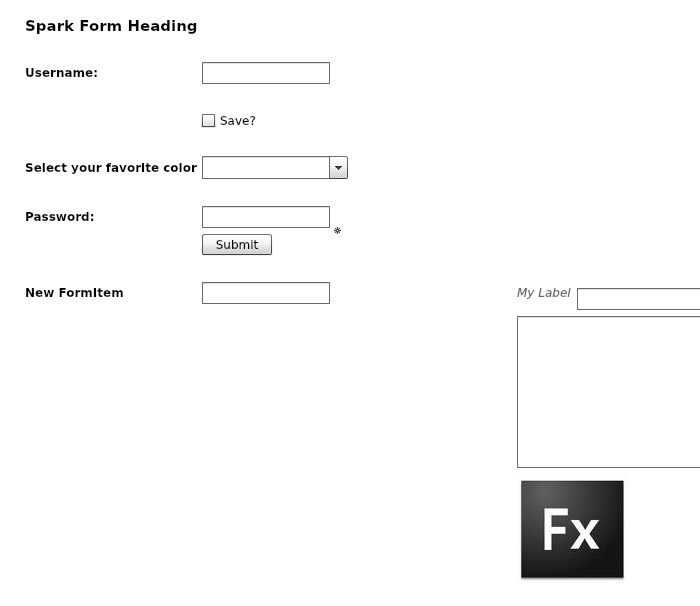 Spark Form Heading
Username:
Save?
Select your favorite color
Password:
*
Submit
New FormItem
My Label
Fx